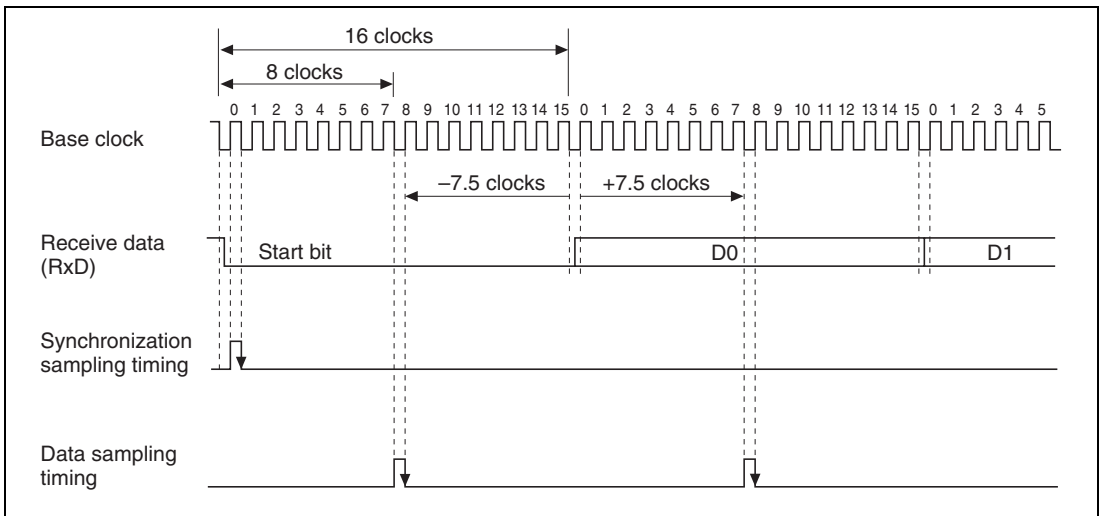 16 clocks
8 clocks
0 1 2 3 4 5 6 7 8 9 10 11 12 13 14 15 0 1 2 3 4 5 6 7 8 9 10 11 12 13 14 15 0 1 2 3 4 5
Base clock
–7.5 clocks +7.5 clocks
Receive data
(RxD)
Start bit D0 D1
Synchronization
sampling timing
Data sampling
timing